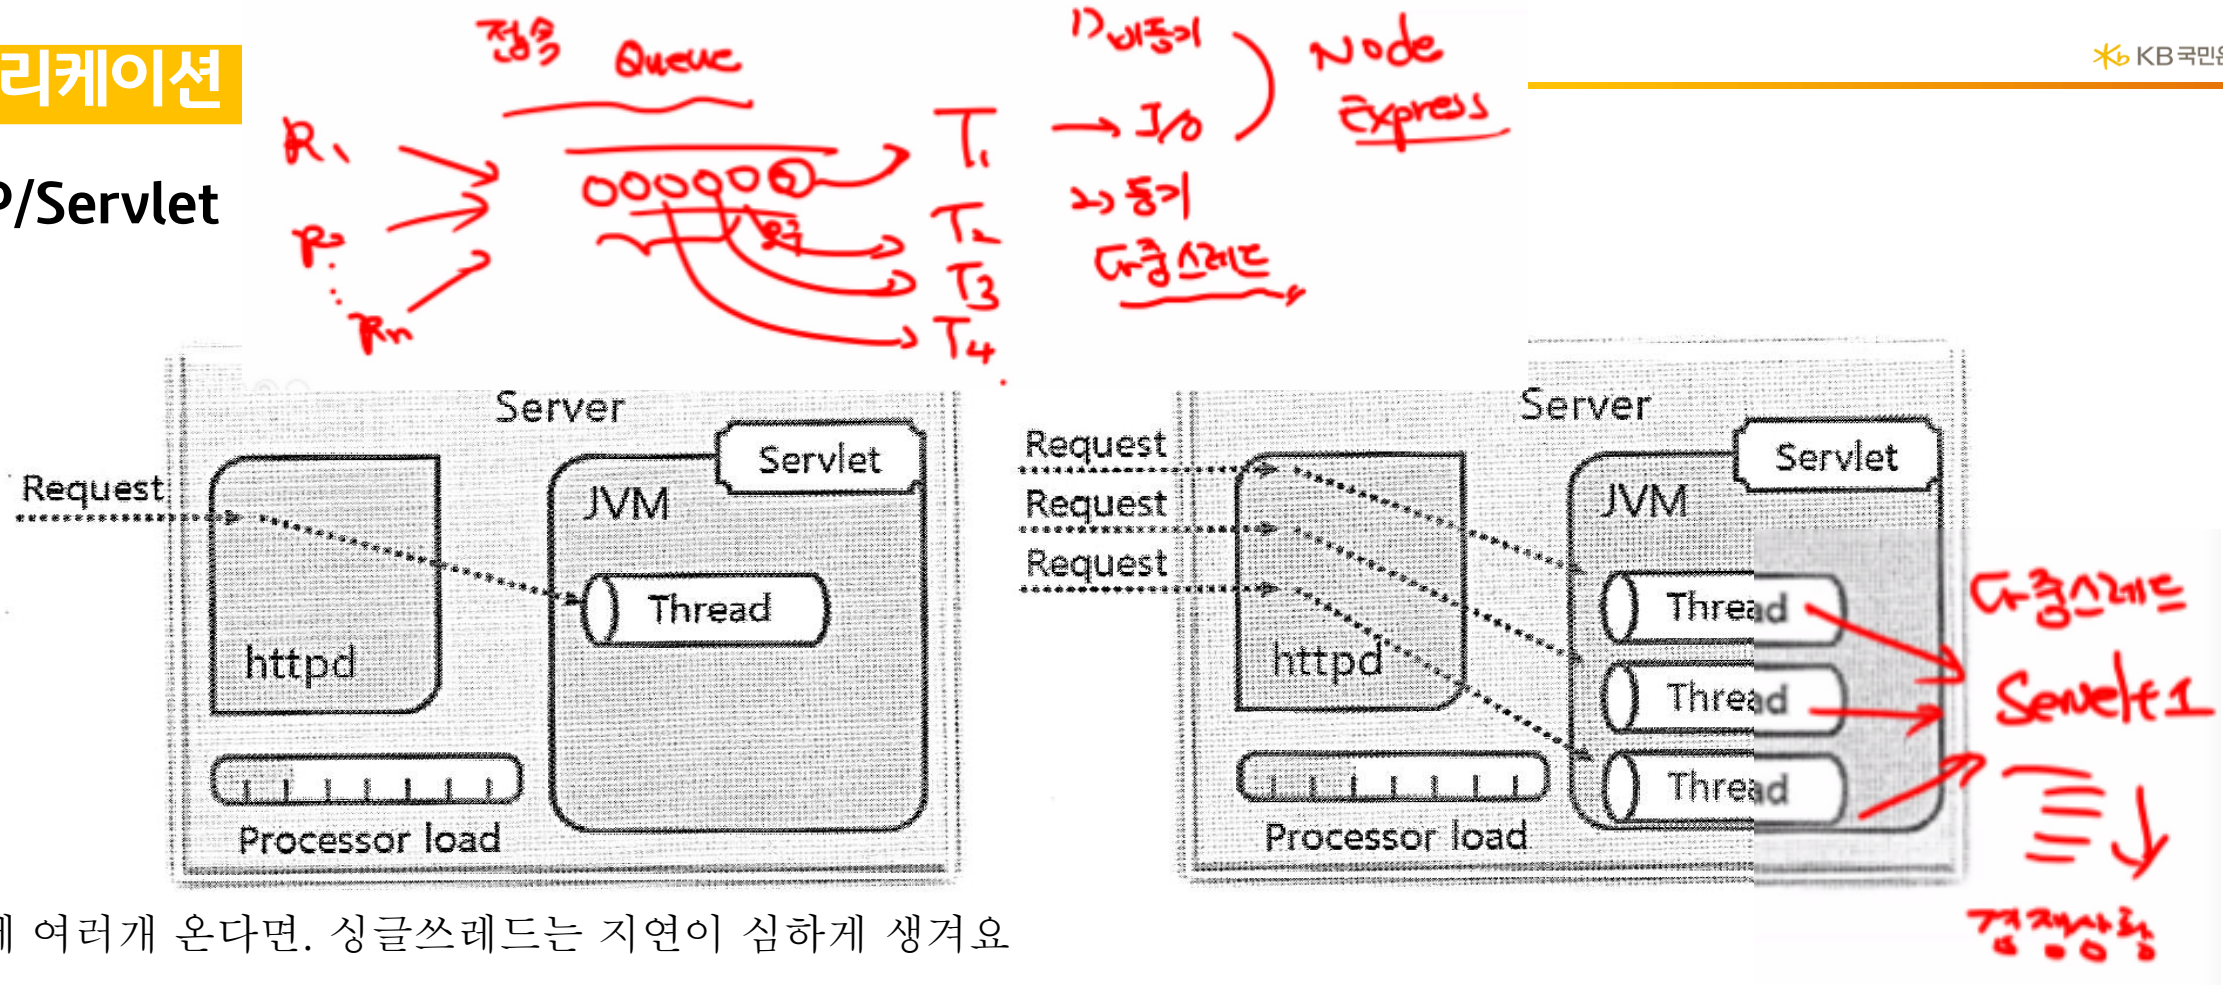 리케이션
KB국민은
P/Servlet
접속 Queue
R1
R2
Rn
T1
T2
T3
T4
1) 비동기
→ I/O
Node
Express
2) 동기
다중스레드
Server
Servlet
JVM
Request
Thread
httpd
Processor load
Server
Servlet
JVM
Request
Request
Request
Thread
Thread
Thread
httpd
Processor load
다중스레드
Servelt 1
경쟁상황
여러개 온다면. 싱글쓰레드는 지연이 심하게 생겨요